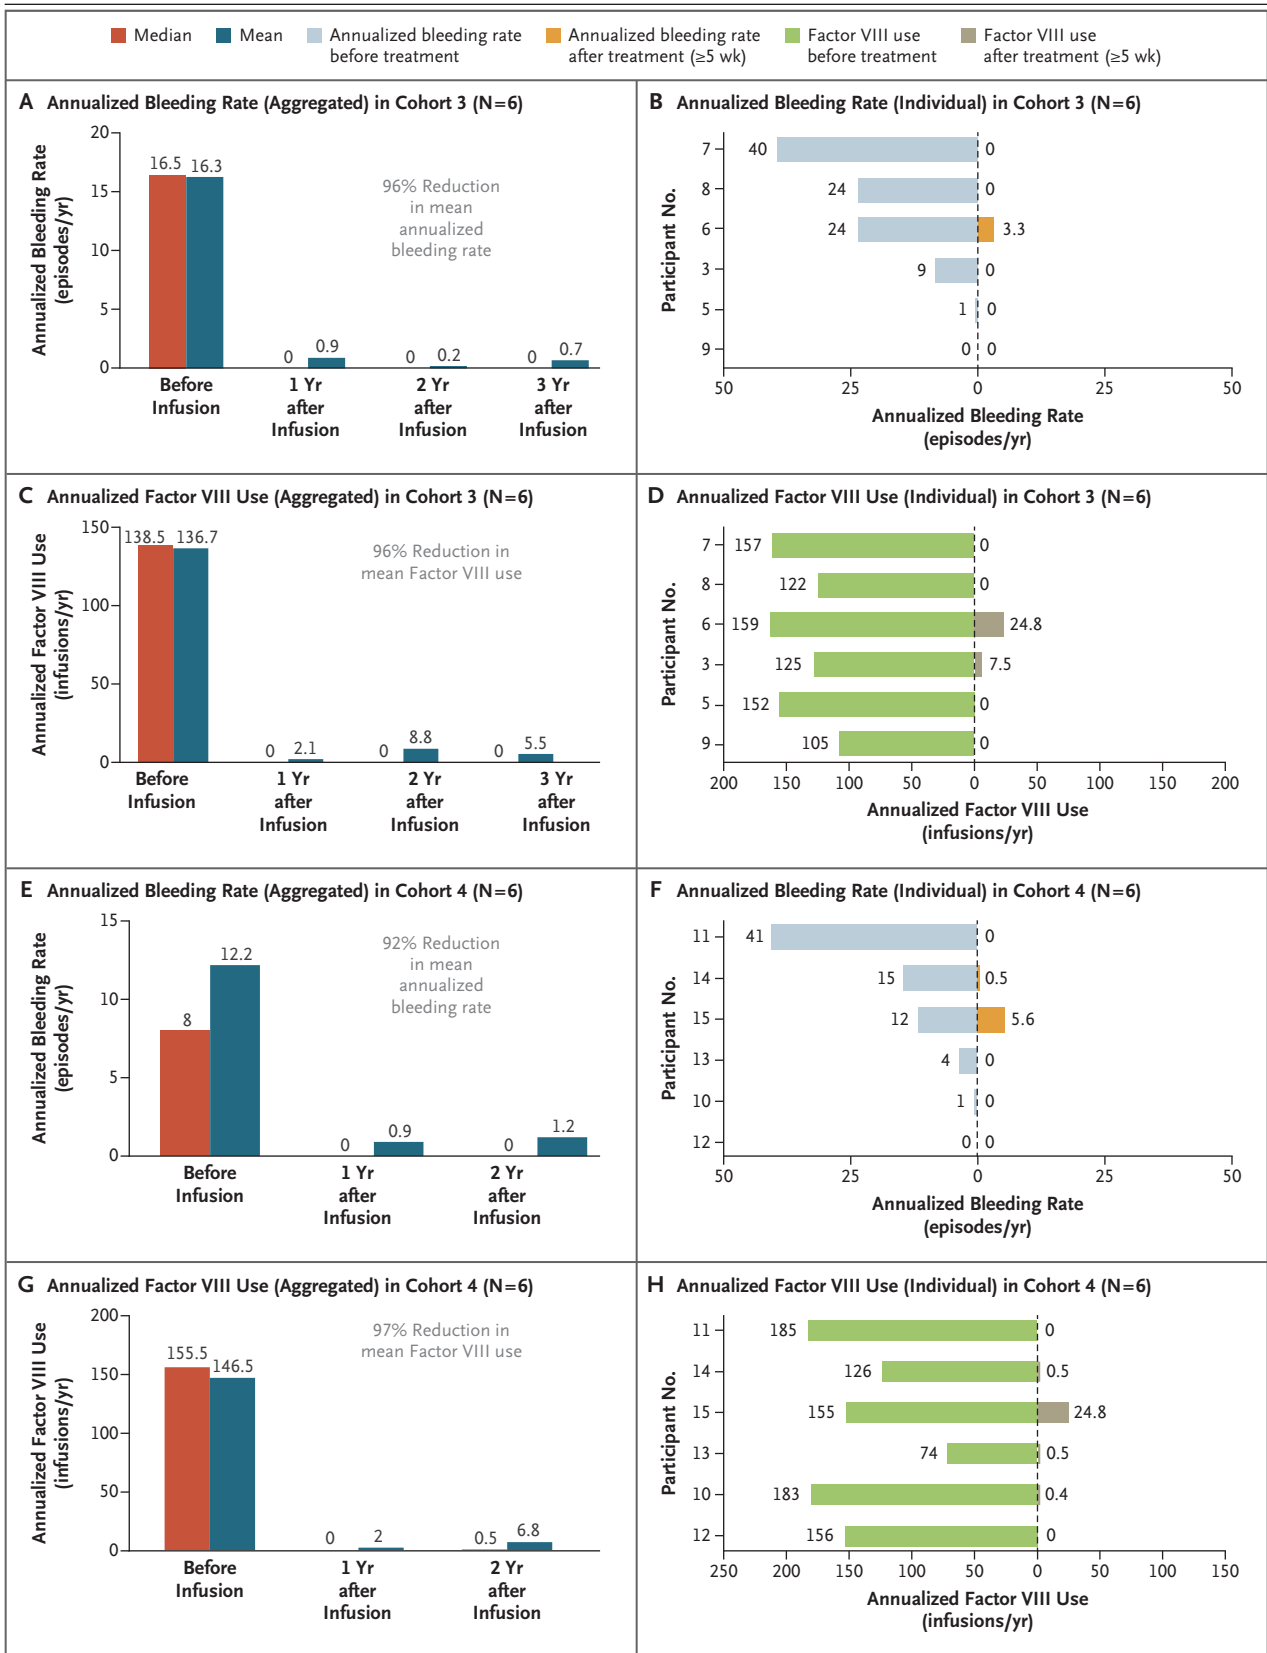 Median
Mean
Annualized bleeding rate
before treatment
Annualized bleeding rate
after treatment (≥5 wk)
Factor VIII use
before treatment
Factor VIII use
after treatment (≥5 wk)
A Annualized Bleeding Rate (Aggregated) in Cohort 3 (N=6)
Annualized Bleeding Rate
(episodes/yr)
20
15
10
5
0
16.5 16.3
0 0.9
0 0.2
0 0.7
96% Reduction
in mean
annualized
bleeding rate
Before
Infusion
1 Yr
after
Infusion
2 Yr
after
Infusion
3 Yr
after
Infusion
B Annualized Bleeding Rate (Individual) in Cohort 3 (N=6)
Participant No.
7 40 0
8 24 0
6 24 3.3
3 9 0
5 1 0
9 0 0
50 25 0 25 50
Annualized Bleeding Rate
(episodes/yr)
C Annualized Factor VIII Use (Aggregated) in Cohort 3 (N=6)
Annualized Factor VIII Use
(infusions/yr)
150
100
50
0
138.5 136.7
0 2.1
0 8.8
0 5.5
96% Reduction in
mean Factor VIII use
Before
Infusion
1 Yr
after
Infusion
2 Yr
after
Infusion
3 Yr
after
Infusion
D Annualized Factor VIII Use (Individual) in Cohort 3 (N=6)
Participant No.
7 157 0
8 122 0
6 159 24.8
3 125 7.5
5 152 0
9 105 0
200 150 100 50 0 50 100 150 200
Annualized Factor VIII Use
(infusions/yr)
E Annualized Bleeding Rate (Aggregated) in Cohort 4 (N=6)
Annualized Bleeding Rate
(episodes/yr)
15
10
5
0
8 12.2
0 0.9
0 1.2
92% Reduction
in mean
annualized
bleeding rate
Before
Infusion
1 Yr
after
Infusion
2 Yr
after
Infusion
F Annualized Bleeding Rate (Individual) in Cohort 4 (N=6)
Participant No.
11 41 0
14 15 0.5
15 12 5.6
13 4 0
10 1 0
12 0 0
50 25 0 25 50
Annualized Bleeding Rate
(episodes/yr)
G Annualized Factor VIII Use (Aggregated) in Cohort 4 (N=6)
Annualized Factor VIII Use
(infusions/yr)
200
150
100
50
0
155.5 146.5
0 2
0.5 6.8
97% Reduction in
mean Factor VIII use
Before
Infusion
1 Yr
after
Infusion
2 Yr
after
Infusion
H Annualized Factor VIII Use (Individual) in Cohort 4 (N=6)
Participant No.
11 185 0
14 126 0.5
15 155 24.8
13 74 0.5
10 183 0.4
12 156 0
250 200 150 100 50 0 50 100 150
Annualized Factor VIII Use
(infusions/yr)